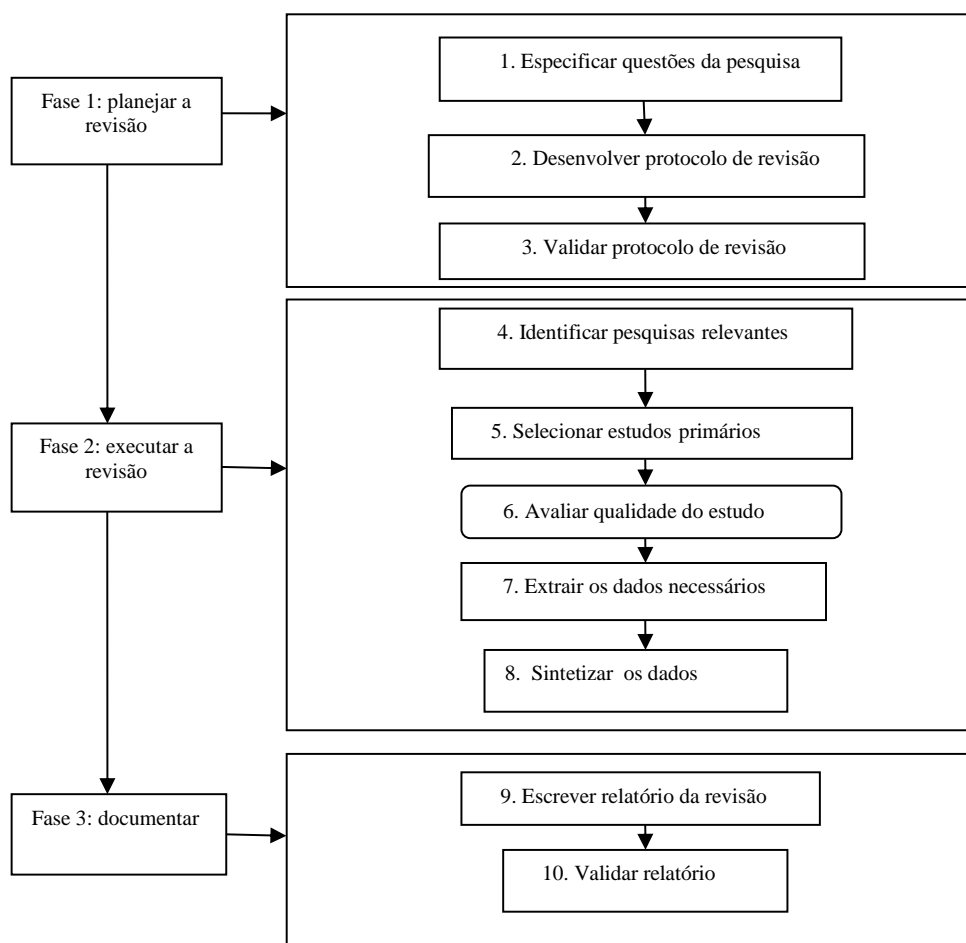 1. Especificar questões da pesquisa
Fase 1: planejar a
revisão
2. Desenvolver protocolo de revisão
3. Validar protocolo de revisão
4. Identificar pesquisas relevantes
5. Selecionar estudos primários
Fase 2: executar a
revisão
6. Avaliar qualidade do estudo
7. Extrair os dados necessários
8. Sintetizar os dados
9. Escrever relatório da revisão
Fase 3: documentar
10. Validar relatório